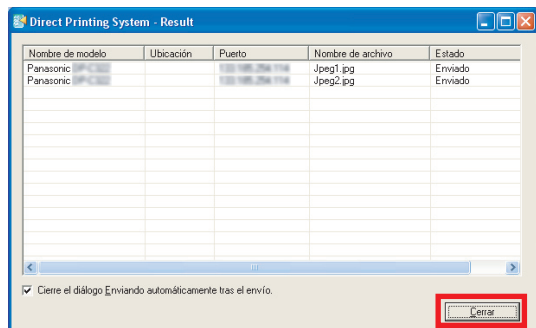 Direct Printing System - Result
Nombre de modelo Ubicación Puerto Nombre de archivo Estado
Panasonic Jpeg1.jpg Enviado
Panasonic Jpeg2.jpg Enviado
Cierre el diálogo Enviando automáticamente tras el envío.
Cerrar